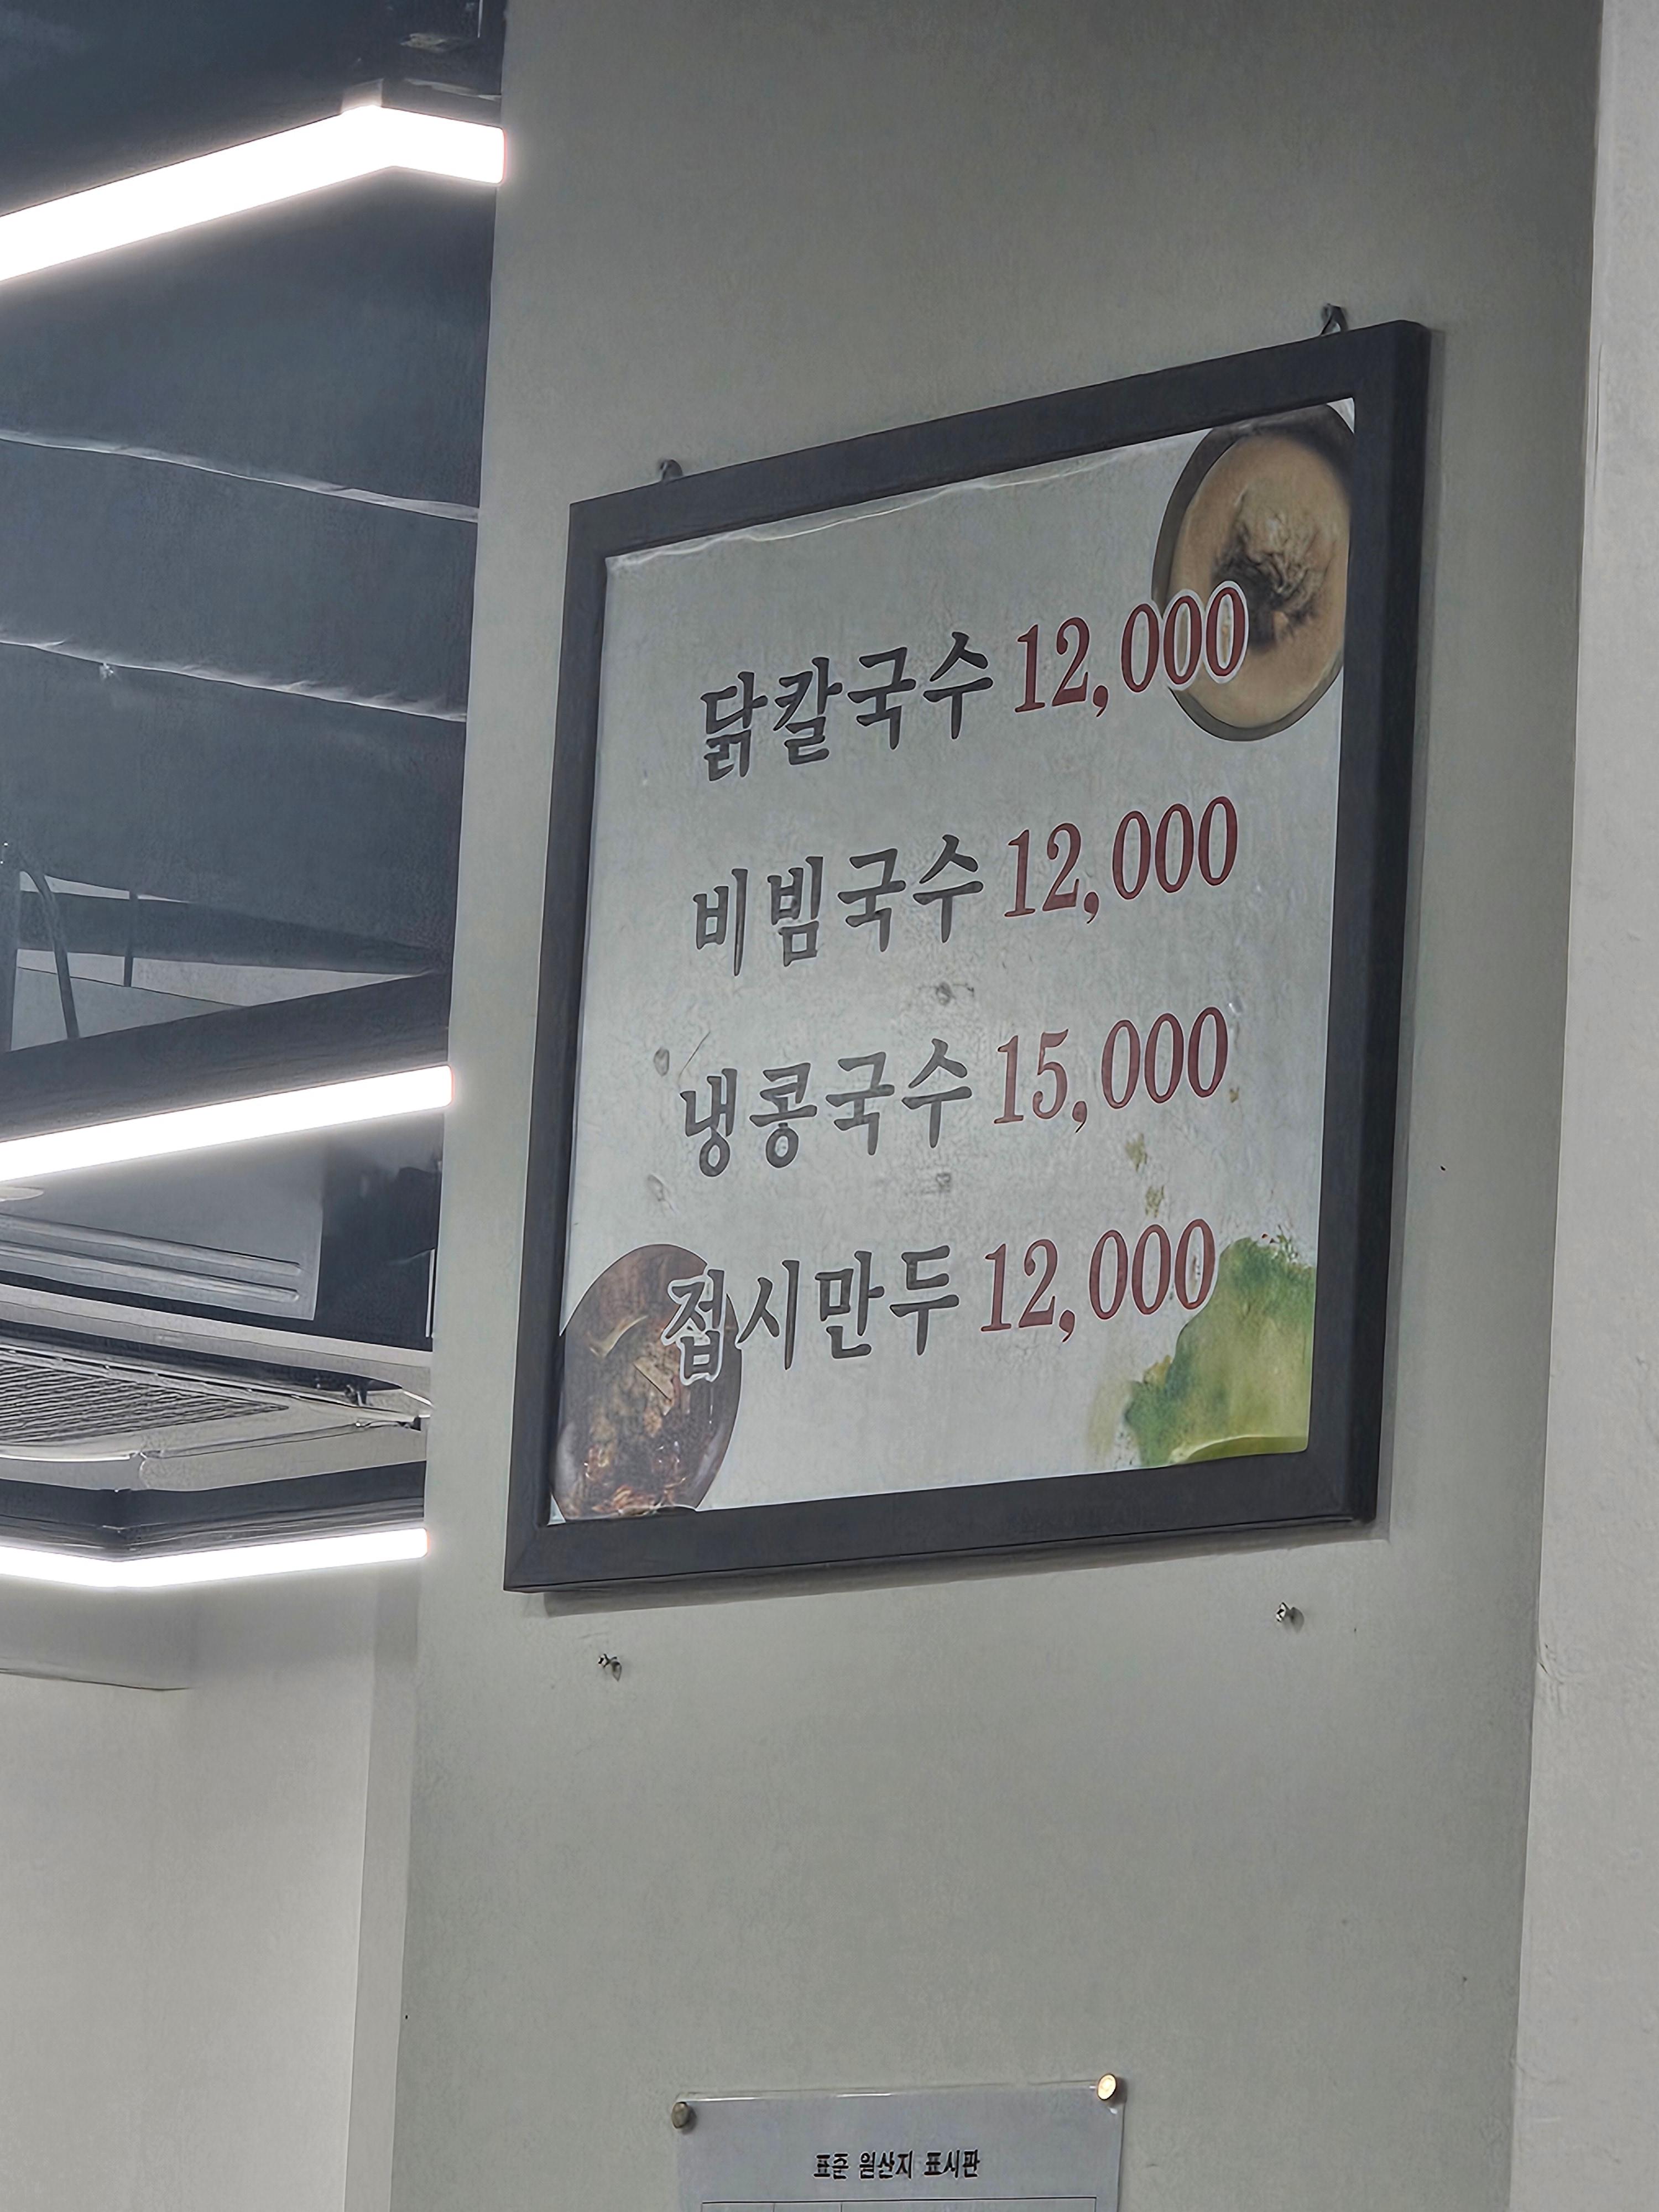 닭칼국수 12,000
비빔국수 12,000
냉콩국수 15,000
접시만두 12,000
표준 원산지 표시판